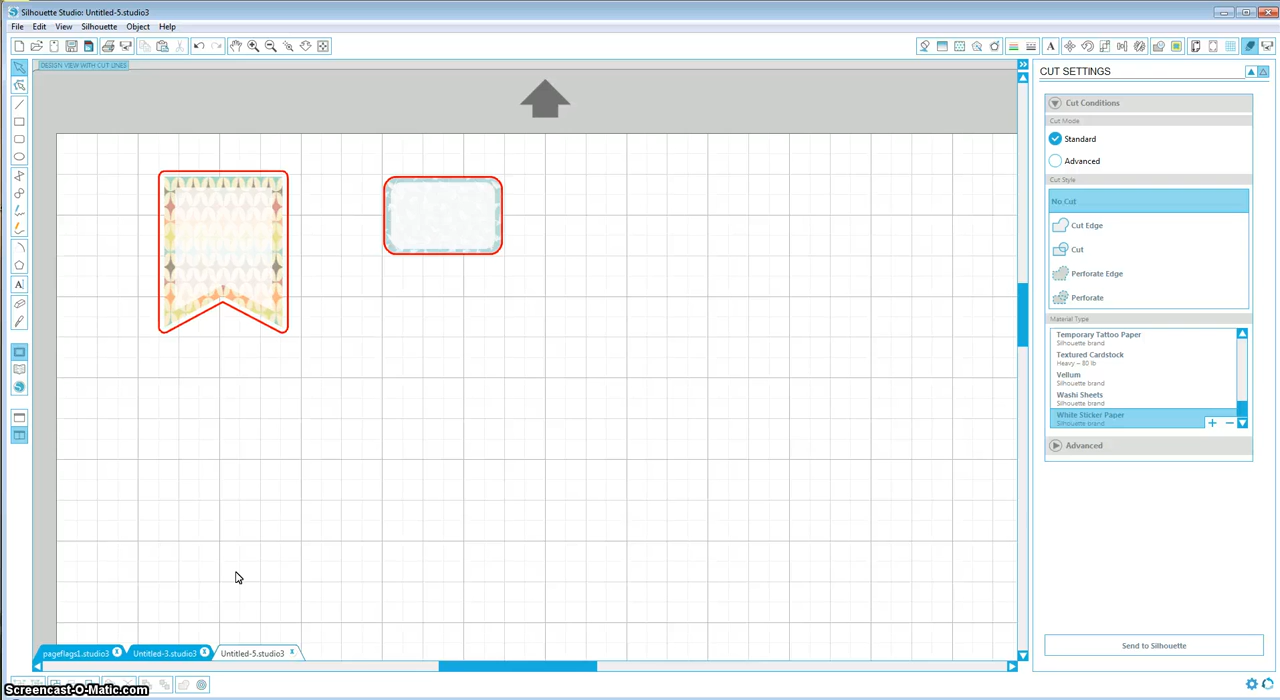 Silhouette Studio: Untitled-5.studio3
File Edit View Silhouette Object Help
DESIGN VIEW WITH CUT LINES
CUT SETTINGS
Cut Conditions
Cut Mode
Standard
Advanced
Cut Style
No Cut
Cut Edge
Cut
Perforate Edge
Perforate
Material Type
Temporary Tattoo Paper
Silhouette brand
Textured Cardstock
Heavy – 80 lb
Vellum
Silhouette brand
Washi Sheets
Silhouette brand
White Sticker Paper
Silhouette brand
Advanced
Send to Silhouette
pageflags1.studio3 Untitled-3.studio3 Untitled-5.studio3
Screencast-O-Matic.com